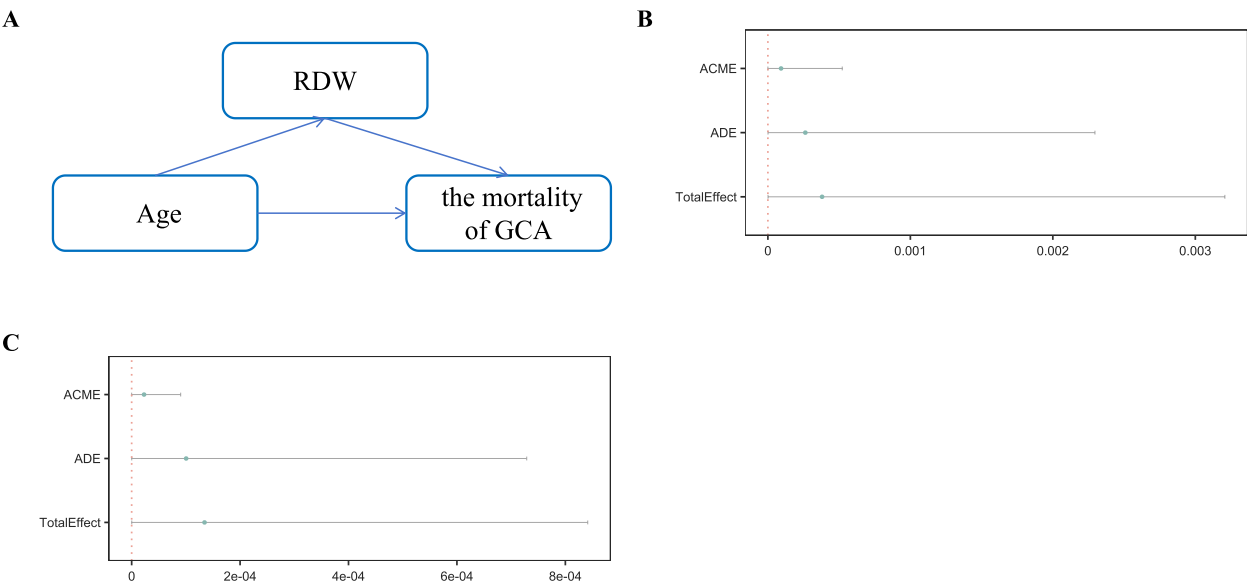 A
RDW
Age
the mortality
of GCA
B
ACME
ADE
TotalEffect
0 0.001 0.002 0.003
C
ACME
ADE
TotalEffect
0 2e-04 4e-04 6e-04 8e-04